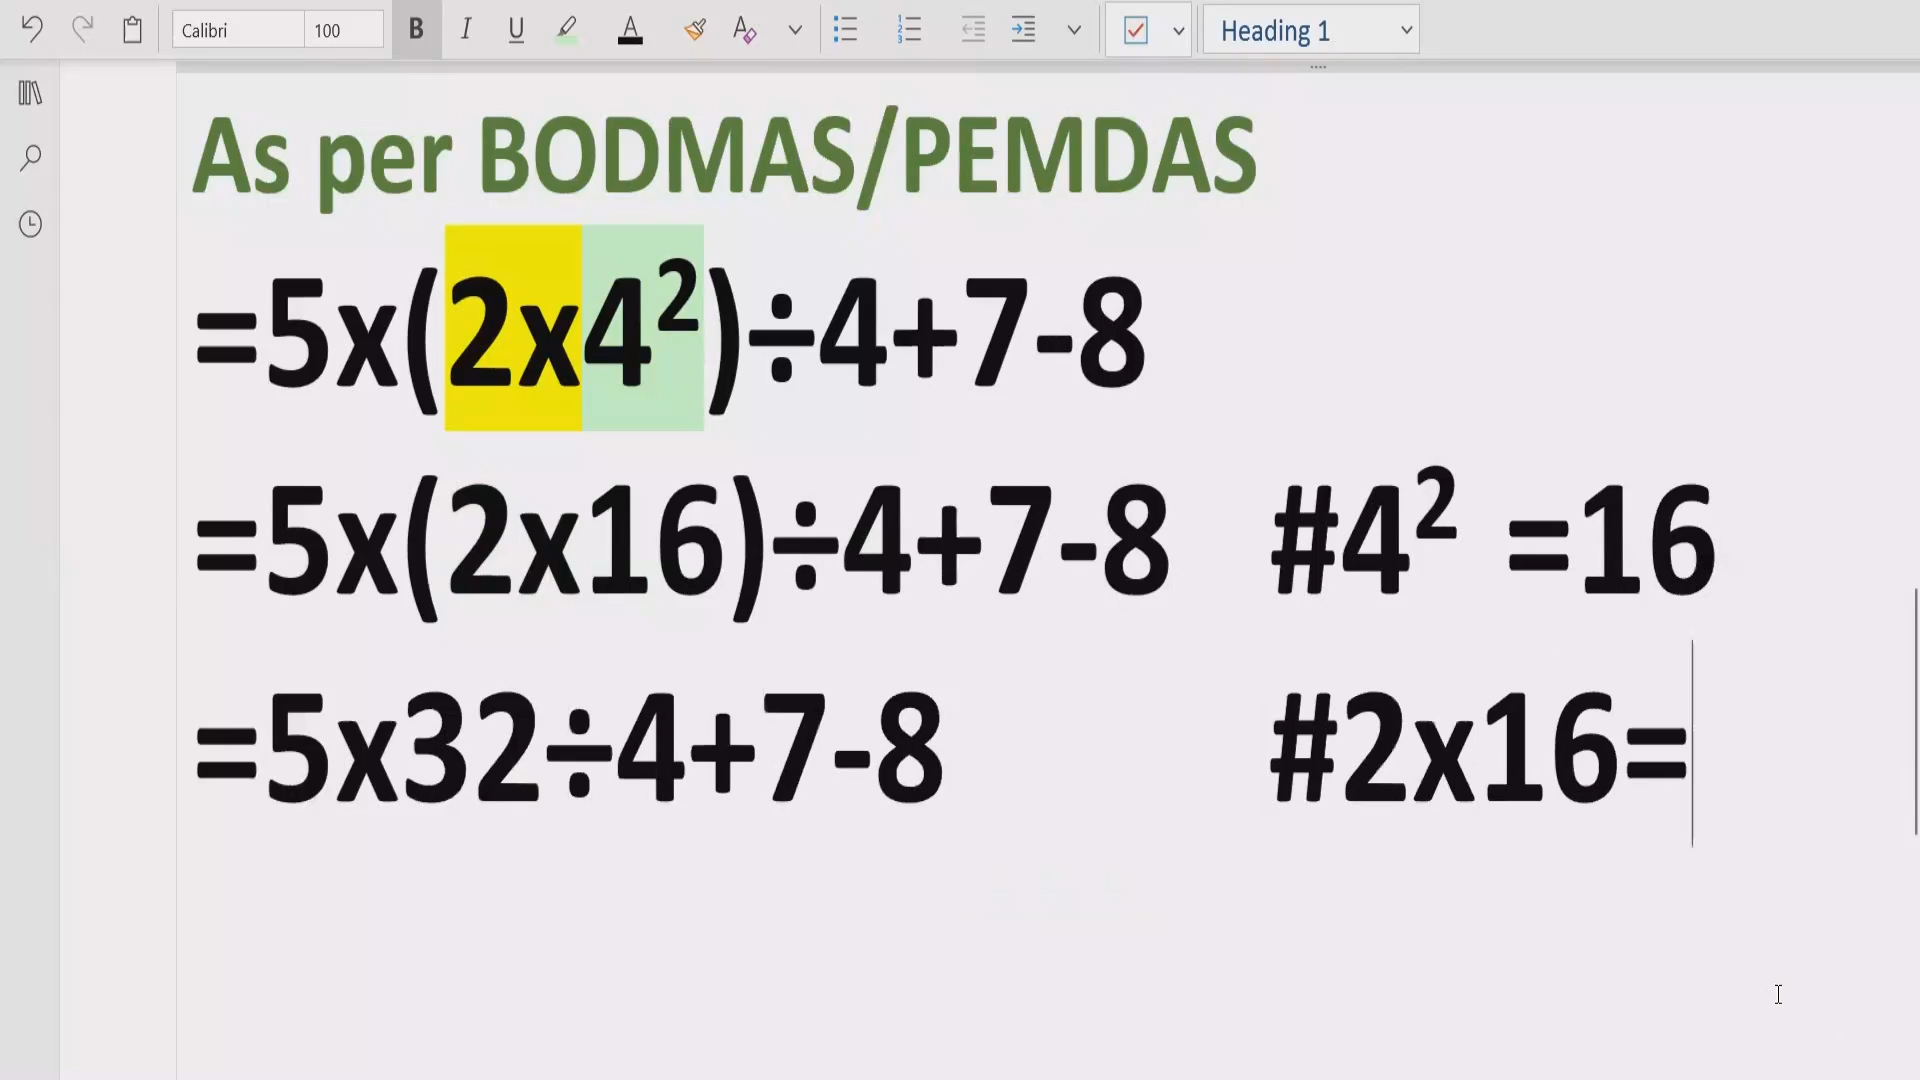 Calibri 100 Heading 1
As per BODMAS/PEMDAS
=5x(2x4²)÷4+7-8
=5x(2x16)÷4+7-8 #4² =16
=5x32÷4+7-8 #2x16=